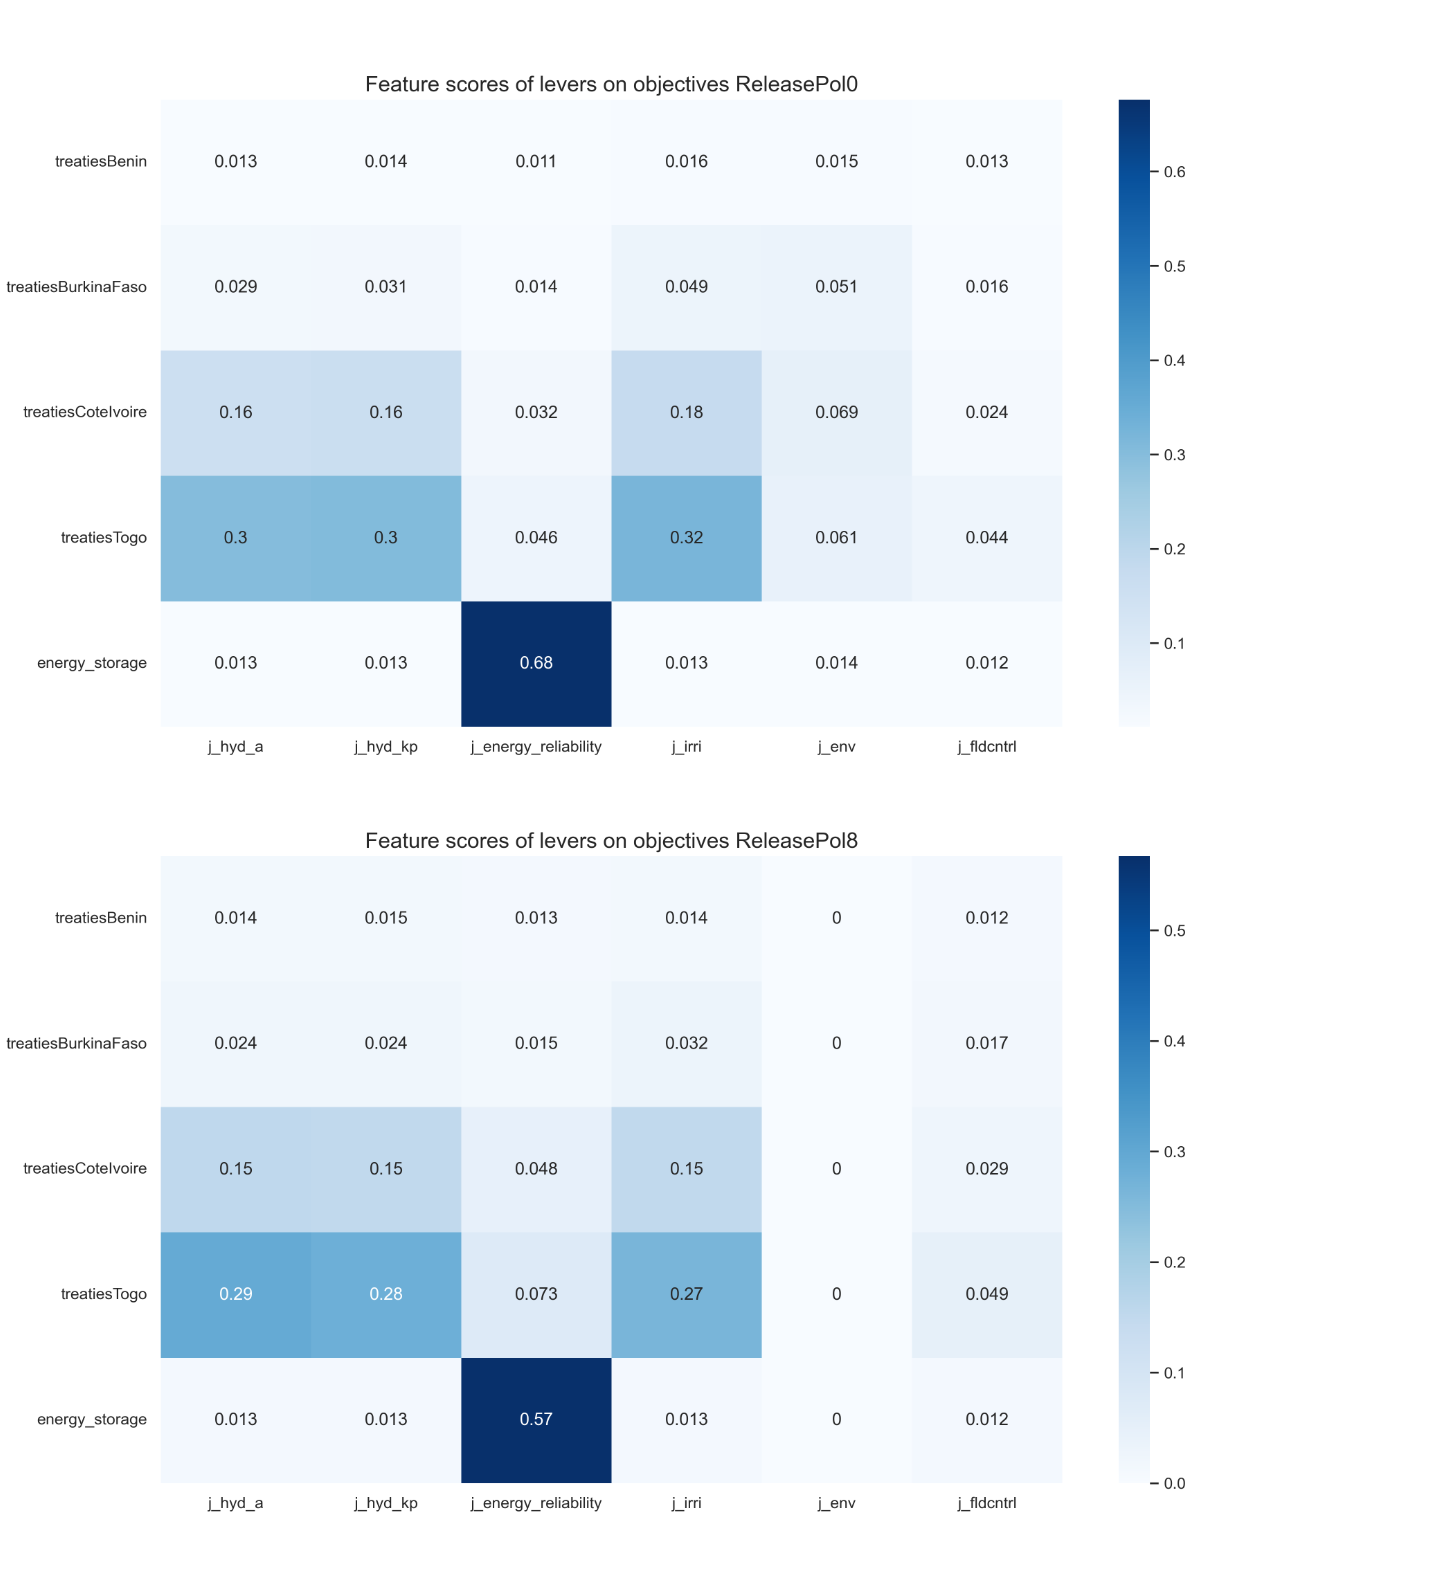 Feature scores of levers on objectives ReleasePol0
treatiesBenin 0.013 0.014 0.011 0.016 0.015 0.013
treatiesBurkinaFaso 0.029 0.031 0.014 0.049 0.051 0.016
treatiesCoteIvoire 0.16 0.16 0.032 0.18 0.069 0.024
treatiesTogo 0.3 0.3 0.046 0.32 0.061 0.044
energy_storage 0.013 0.013 0.68 0.013 0.014 0.012
j_hyd_a j_hyd_kp j_energy_reliability j_irri j_env j_fldcntrl
0.6
0.5
0.4
0.3
0.2
0.1
Feature scores of levers on objectives ReleasePol8
treatiesBenin 0.014 0.015 0.013 0.014 0 0.012
treatiesBurkinaFaso 0.024 0.024 0.015 0.032 0 0.017
treatiesCoteIvoire 0.15 0.15 0.048 0.15 0 0.029
treatiesTogo 0.29 0.28 0.073 0.27 0 0.049
energy_storage 0.013 0.013 0.57 0.013 0 0.012
j_hyd_a j_hyd_kp j_energy_reliability j_irri j_env j_fldcntrl
0.5
0.4
0.3
0.2
0.1
0.0